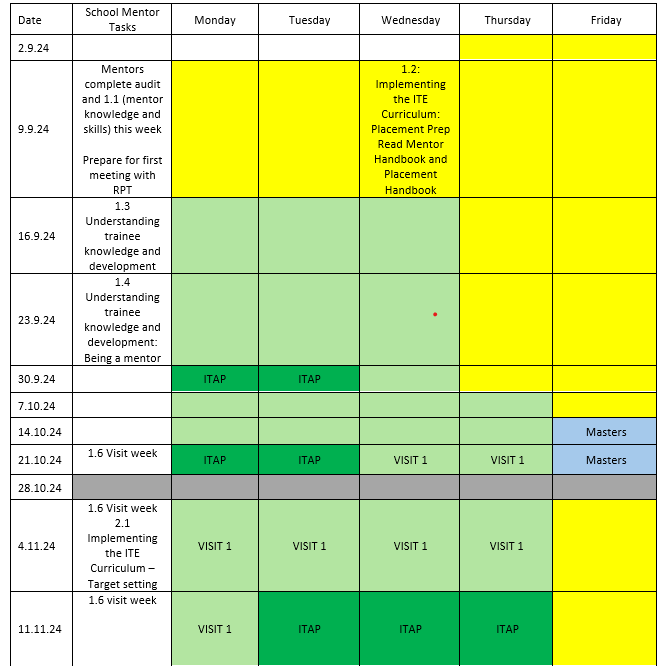 Date
School Mentor
Tasks
Monday
Tuesday
Wednesday
Thursday
Friday
2.9.24
9.9.24
Mentors
complete audit
and 1.1 (mentor
knowledge and
skills) this week
Prepare for first
meeting with
RPT
1.2:
Implementing
the ITE
Curriculum:
Placement Prep
Read Mentor
Handbook and
Placement
Handbook
16.9.24
1.3
Understanding
trainee
knowledge and
development
23.9.24
1.4
Understanding
trainee
knowledge and
development:
Being a mentor
30.9.24
ITAP
ITAP
7.10.24
14.10.24
Masters
21.10.24
1.6 Visit week
ITAP
ITAP
VISIT 1
VISIT 1
Masters
28.10.24
4.11.24
1.6 Visit week
2.1
Implementing
the ITE
Curriculum –
Target setting
VISIT 1
VISIT 1
VISIT 1
VISIT 1
11.11.24
1.6 visit week
VISIT 1
ITAP
ITAP
ITAP